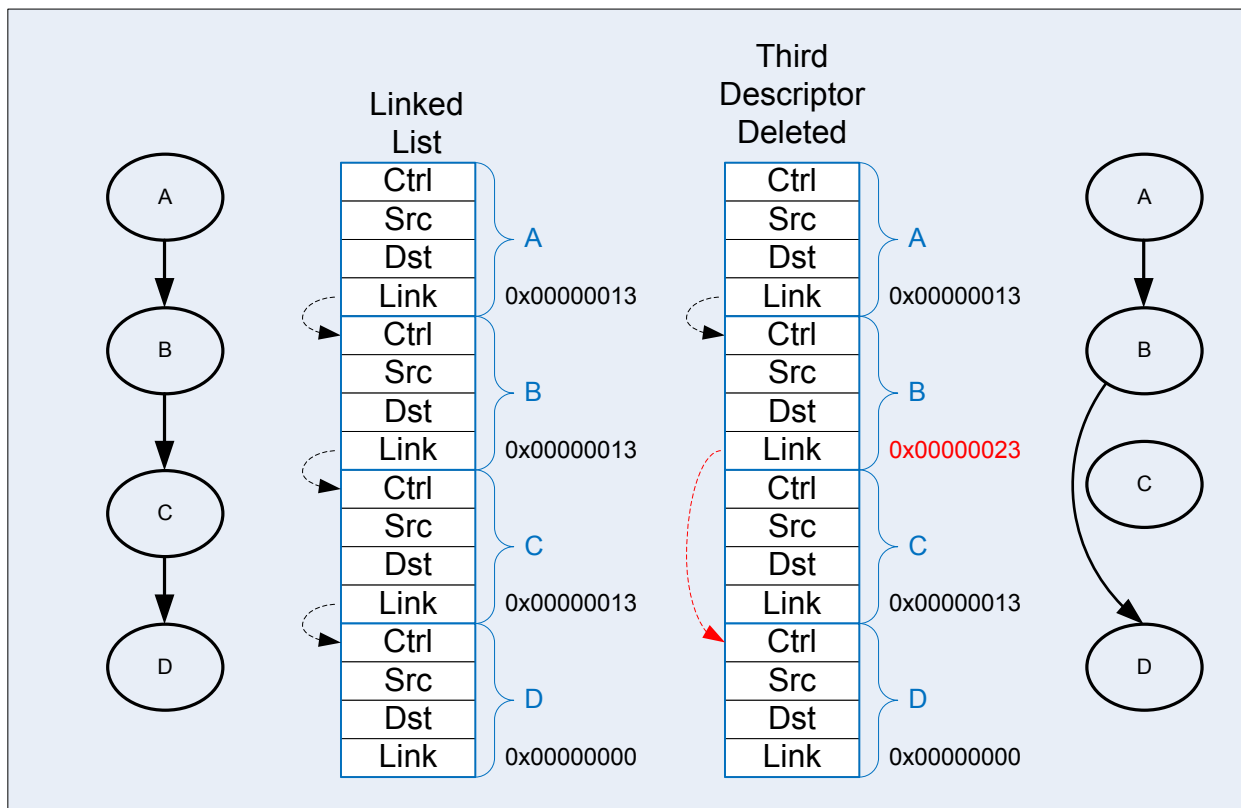 Linked
List
Third
Descriptor
Deleted
A
B
C
D
Ctrl
Src
Dst
Link
A
0x00000013
Ctrl
Src
Dst
Link
B
0x00000013
Ctrl
Src
Dst
Link
C
0x00000013
Ctrl
Src
Dst
Link
D
0x00000000
Ctrl
Src
Dst
Link
A
0x00000013
Ctrl
Src
Dst
Link
B
0x00000023
Ctrl
Src
Dst
Link
C
0x00000013
Ctrl
Src
Dst
Link
D
0x00000000
A
B
C
D